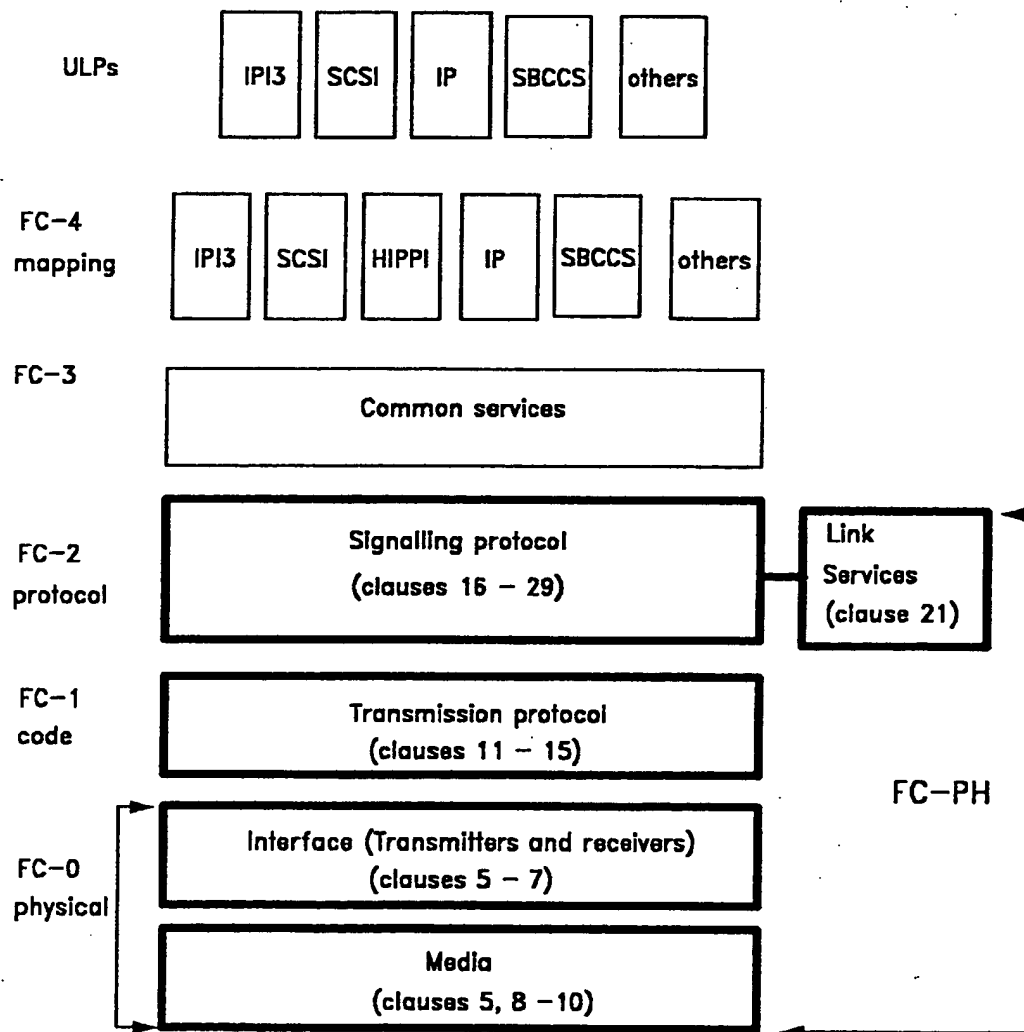 ULPs
IPI3 SCSI IP SBCCS others
FC-4
mapping
IPI3 SCSI HIPPI IP SBCCS others
FC-3
Common services
FC-2
protocol
Signalling protocol
(clauses 16 - 29)
Link
Services
(clause 21)
FC-1
code
Transmission protocol
(clauses 11 - 15)
FC-PH
FC-0
physical
Interface (Transmitters and receivers)
(clauses 5 - 7)
Media
(clauses 5, 8 -10)